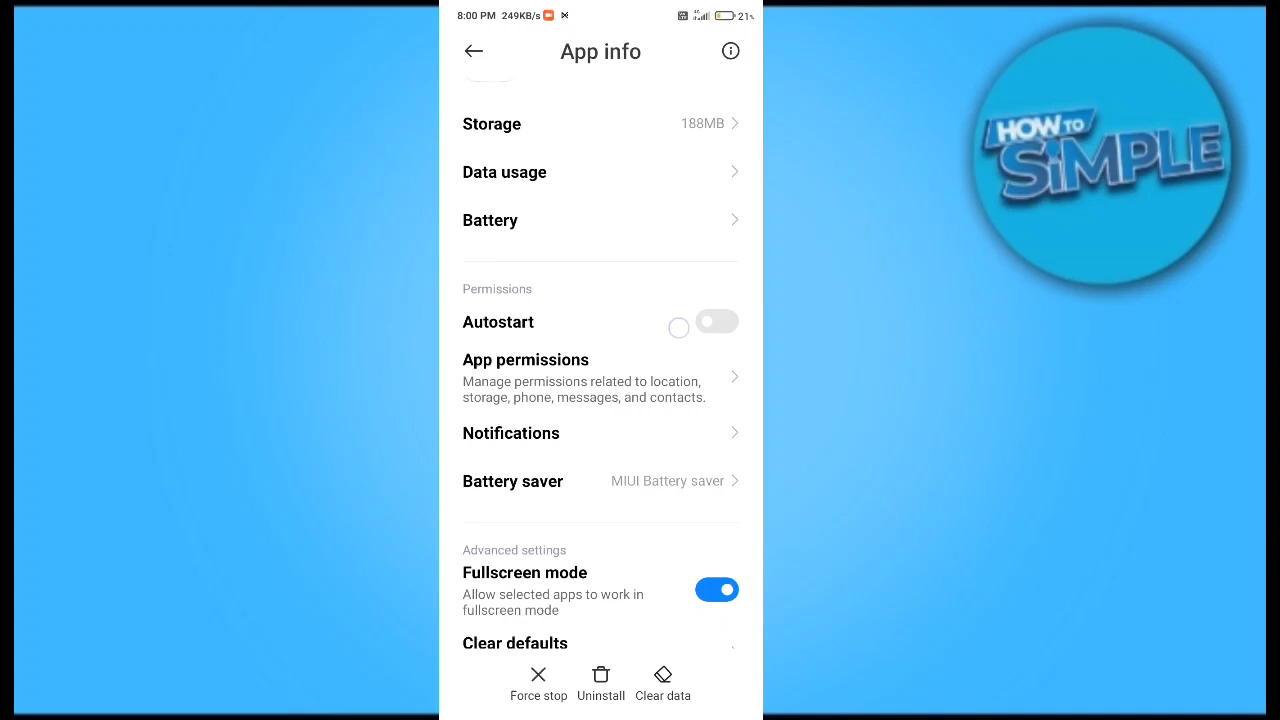 8:00 PM 249KB/s 21%
App info
HOW TO
SiMPLE
Storage 188MB
Data usage
Battery
Permissions
Autostart
App permissions
Manage permissions related to location,
storage, phone, messages, and contacts.
Notifications
Battery saver MIUI Battery saver
Advanced settings
Fullscreen mode
Allow selected apps to work in
fullscreen mode
Clear defaults
Force stop Uninstall Clear data